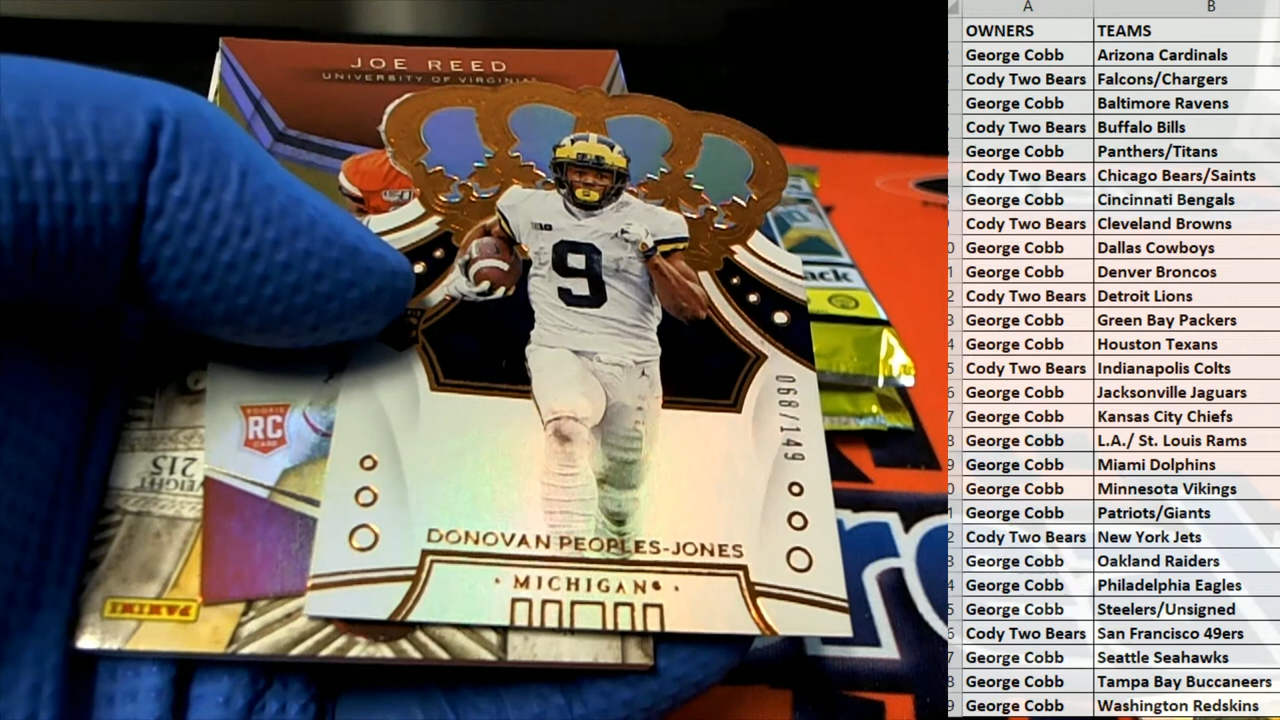 JOE REED
UNIVERSITY OF VIRGINIA
9
ack
068/149
ROOKIE
RC
CARD
215
WEIGHT
DONOVAN PEOPLES-JONES
MICHIGAN
PANINI
A B
OWNERS TEAMS
George Cobb Arizona Cardinals
Cody Two Bears Falcons/Chargers
George Cobb Baltimore Ravens
Cody Two Bears Buffalo Bills
George Cobb Panthers/Titans
Cody Two Bears Chicago Bears/Saints
George Cobb Cincinnati Bengals
Cody Two Bears Cleveland Browns
George Cobb Dallas Cowboys
George Cobb Denver Broncos
Cody Two Bears Detroit Lions
George Cobb Green Bay Packers
George Cobb Houston Texans
Cody Two Bears Indianapolis Colts
George Cobb Jacksonville Jaguars
George Cobb Kansas City Chiefs
George Cobb L.A./ St. Louis Rams
George Cobb Miami Dolphins
George Cobb Minnesota Vikings
George Cobb Patriots/Giants
Cody Two Bears New York Jets
George Cobb Oakland Raiders
George Cobb Philadelphia Eagles
George Cobb Steelers/Unsigned
Cody Two Bears San Francisco 49ers
George Cobb Seattle Seahawks
George Cobb Tampa Bay Buccaneers
George Cobb Washington Redskins